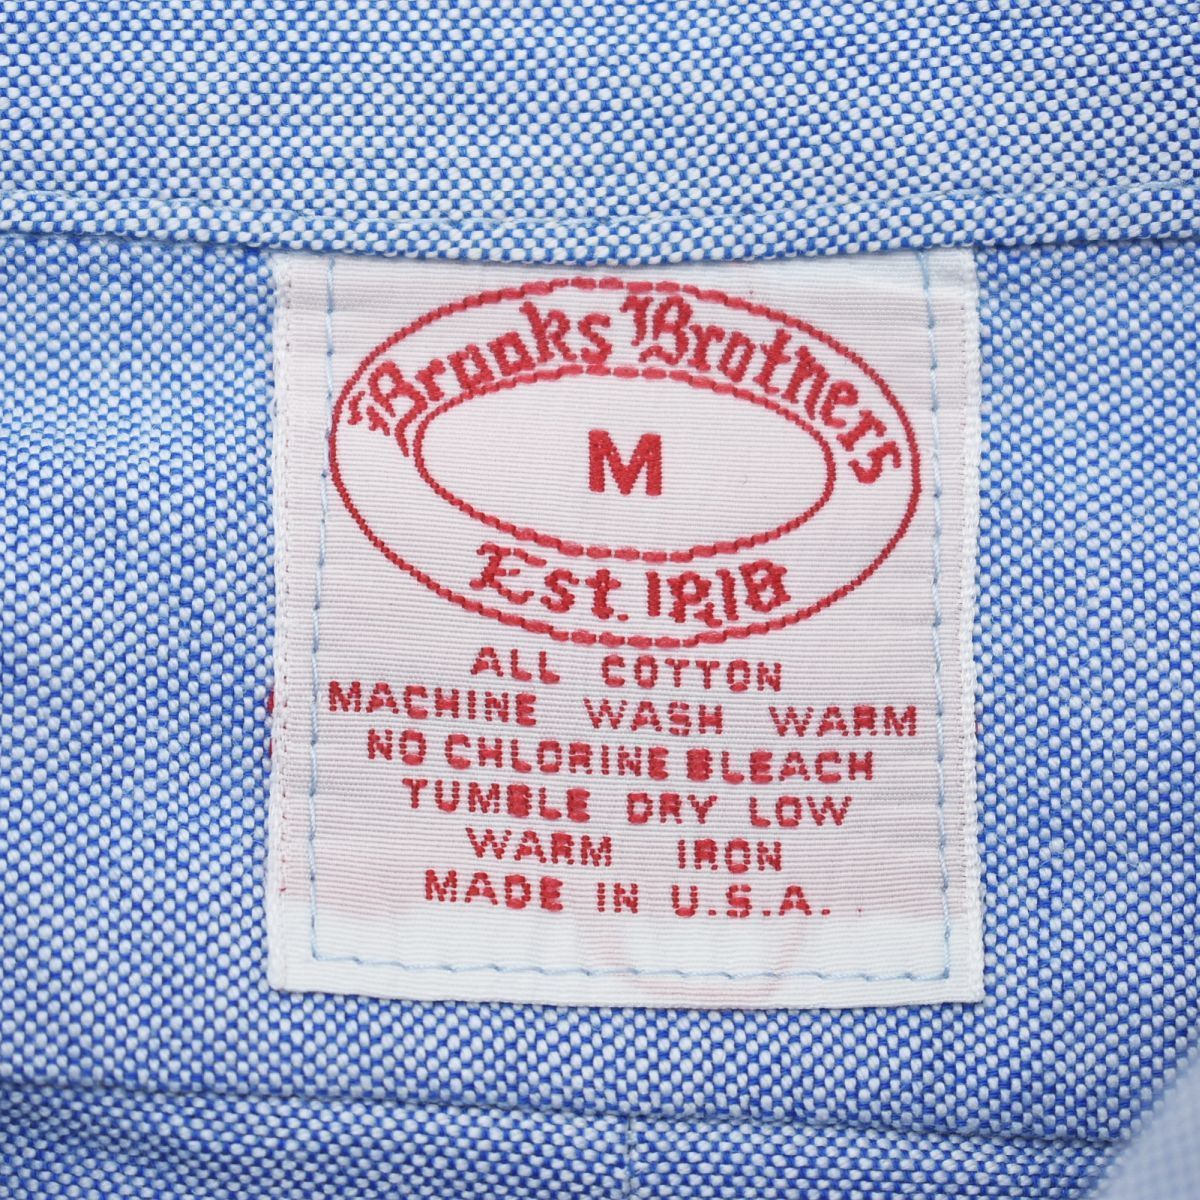 Brooks Brothers
M
Est. 1818
ALL COTTON
MACHINE WASH WARM
NO CHLORINE BLEACH
TUMBLE DRY LOW
WARM IRON
MADE IN U.S.A.